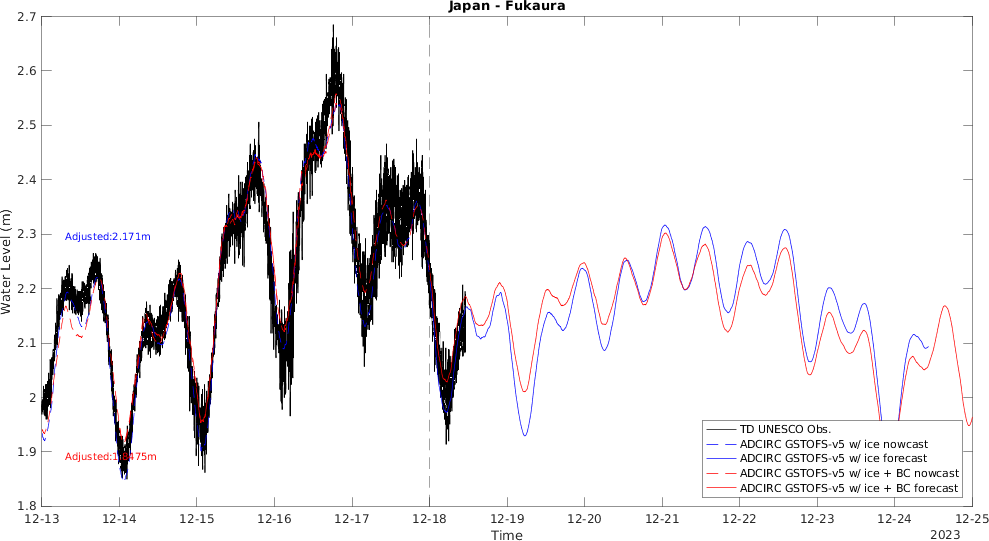 Japan - Fukaura
2.7
2.6
2.5
2.4
2.3
2.2
2.1
2
1.9
1.8
Water Level (m)
Adjusted:2.171m
TD UNESCO Obs.
ADCIRC GSTOFS-v5 w/ ice nowcast
ADCIRC GSTOFS-v5 w/ ice forecast
ADCIRC GSTOFS-v5 w/ ice + BC nowcast
ADCIRC GSTOFS-v5 w/ ice + BC forecast
12-13 12-14 12-15 12-16 12-17 12-18 12-19 12-20 12-21 12-22 12-23 12-24 12-25
Time
2023